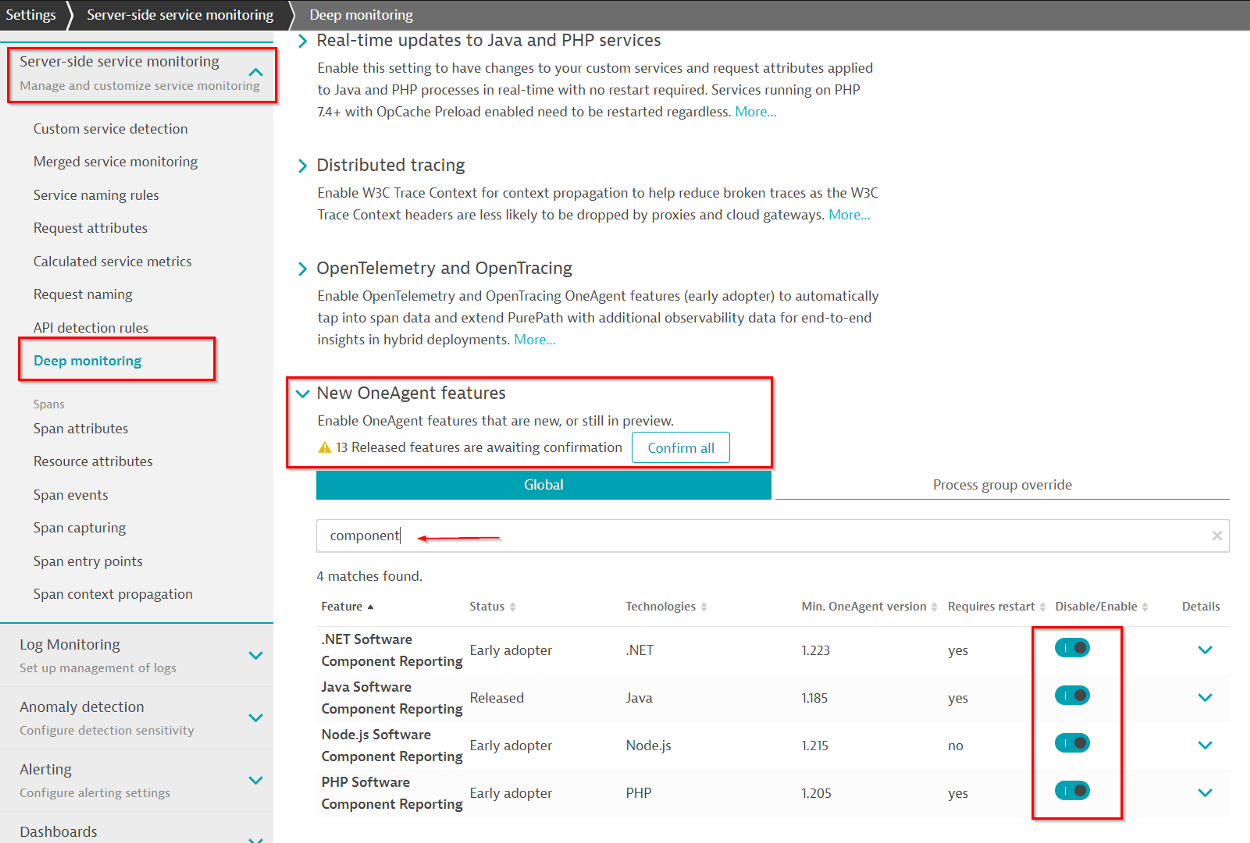 Settings
Server-side service monitoring
Deep monitoring
Server-side service monitoring
Manage and customize service monitoring
Custom service detection
Merged service monitoring
Service naming rules
Request attributes
Calculated service metrics
Request naming
API detection rules
Deep monitoring
Spans
Span attributes
Resource attributes
Span events
Span capturing
Span entry points
Span context propagation
Log Monitoring
Set up management of logs
Anomaly detection
Configure detection sensitivity
Alerting
Configure alerting settings
Dashboards
Real-time updates to Java and PHP services
Enable this setting to have changes to your custom services and request attributes applied
to Java and PHP processes in real-time with no restart required. Services running on PHP
7.4+ with OpCache Preload enabled need to be restarted regardless. More...
Distributed tracing
Enable W3C Trace Context for context propagation to help reduce broken traces as the W3C
Trace Context headers are less likely to be dropped by proxies and cloud gateways. More...
OpenTelemetry and OpenTracing
Enable OpenTelemetry and OpenTracing OneAgent features (early adopter) to automatically
tap into span data and extend PurePath with additional observability data for end-to-end
insights in hybrid deployments. More...
New OneAgent features
Enable OneAgent features that are new, or still in preview.
13 Released features are awaiting confirmation Confirm all
Global Process group override
component
4 matches found.
Feature Status Technologies Min. OneAgent version Requires restart Disable/Enable Details
.NET Software
Component Reporting Early adopter .NET 1.223 yes
Java Software
Component Reporting Released Java 1.185 yes
Node.js Software
Component Reporting Early adopter Node.js 1.215 no
PHP Software
Component Reporting Early adopter PHP 1.205 yes